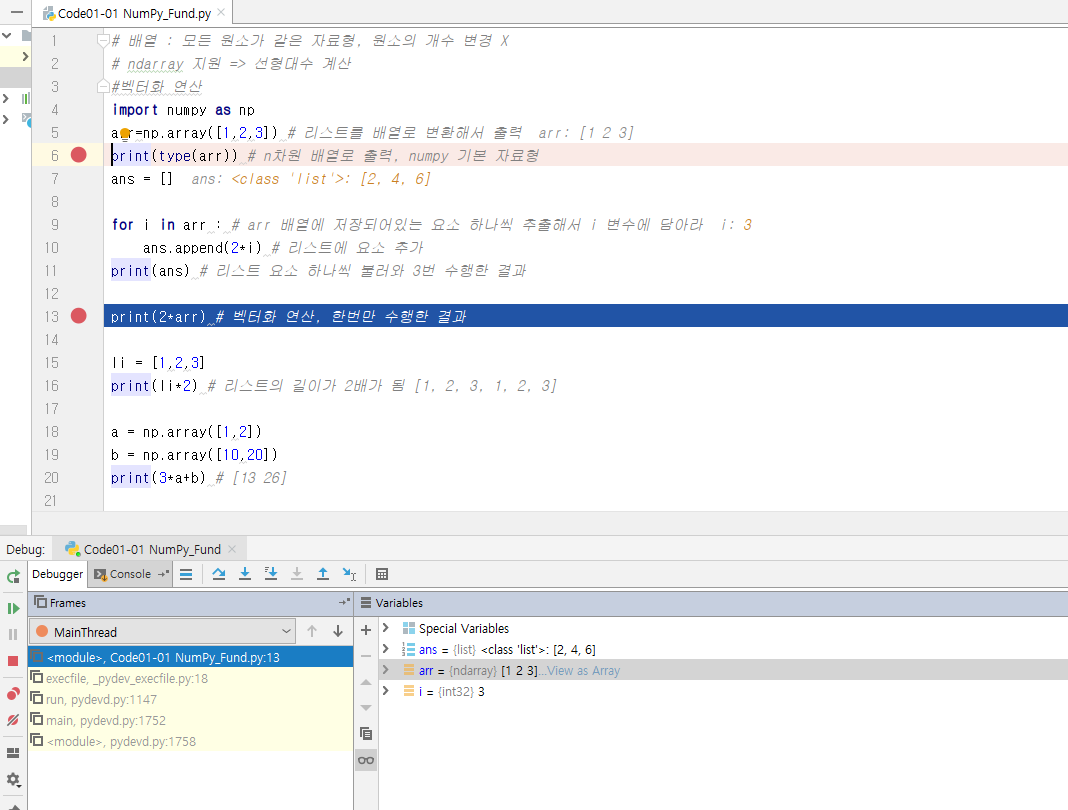 Code01-01 NumPy_Fund.py
1 # 배열 : 모든 원소가 같은 자료형, 원소의 개수 변경 X
2 # ndarray 지원 => 선형대수 계산
3 #벡터화 연산
4 import numpy as np
5 arr=np.array([1,2,3]) # 리스트를 배열로 변환해서 출력 arr: [1 2 3]
6 print(type(arr)) # n차원 배열로 출력, numpy 기본 자료형
7 ans = [] ans: <class 'list'>: [2, 4, 6]
8
9 for i in arr : # arr 배열에 저장되어있는 요소 하나씩 추출해서 i 변수에 담아라 i: 3
10 ans.append(2*i) # 리스트에 요소 추가
11 print(ans) # 리스트 요소 하나씩 불러와 3번 수행한 결과
12
13 print(2*arr) # 벡터화 연산, 한번만 수행한 결과
14
15 li = [1,2,3]
16 print(li*2) # 리스트의 길이가 2배가 됨 [1, 2, 3, 1, 2, 3]
17
18 a = np.array([1,2])
19 b = np.array([10,20])
20 print(3*a+b) # [13 26]
21
Debug: Code01-01 NumPy_Fund
Debugger Console
Frames
Variables
MainThread
<module>, Code01-01 NumPy_Fund.py:13
execfile, _pydev_execfile.py:18
run, pydevd.py:1147
main, pydevd.py:1752
<module>, pydevd.py:1758
Special Variables
ans = {list} <class 'list'>: [2, 4, 6]
arr = {ndarray} [1 2 3]...View as Array
i = {int32} 3